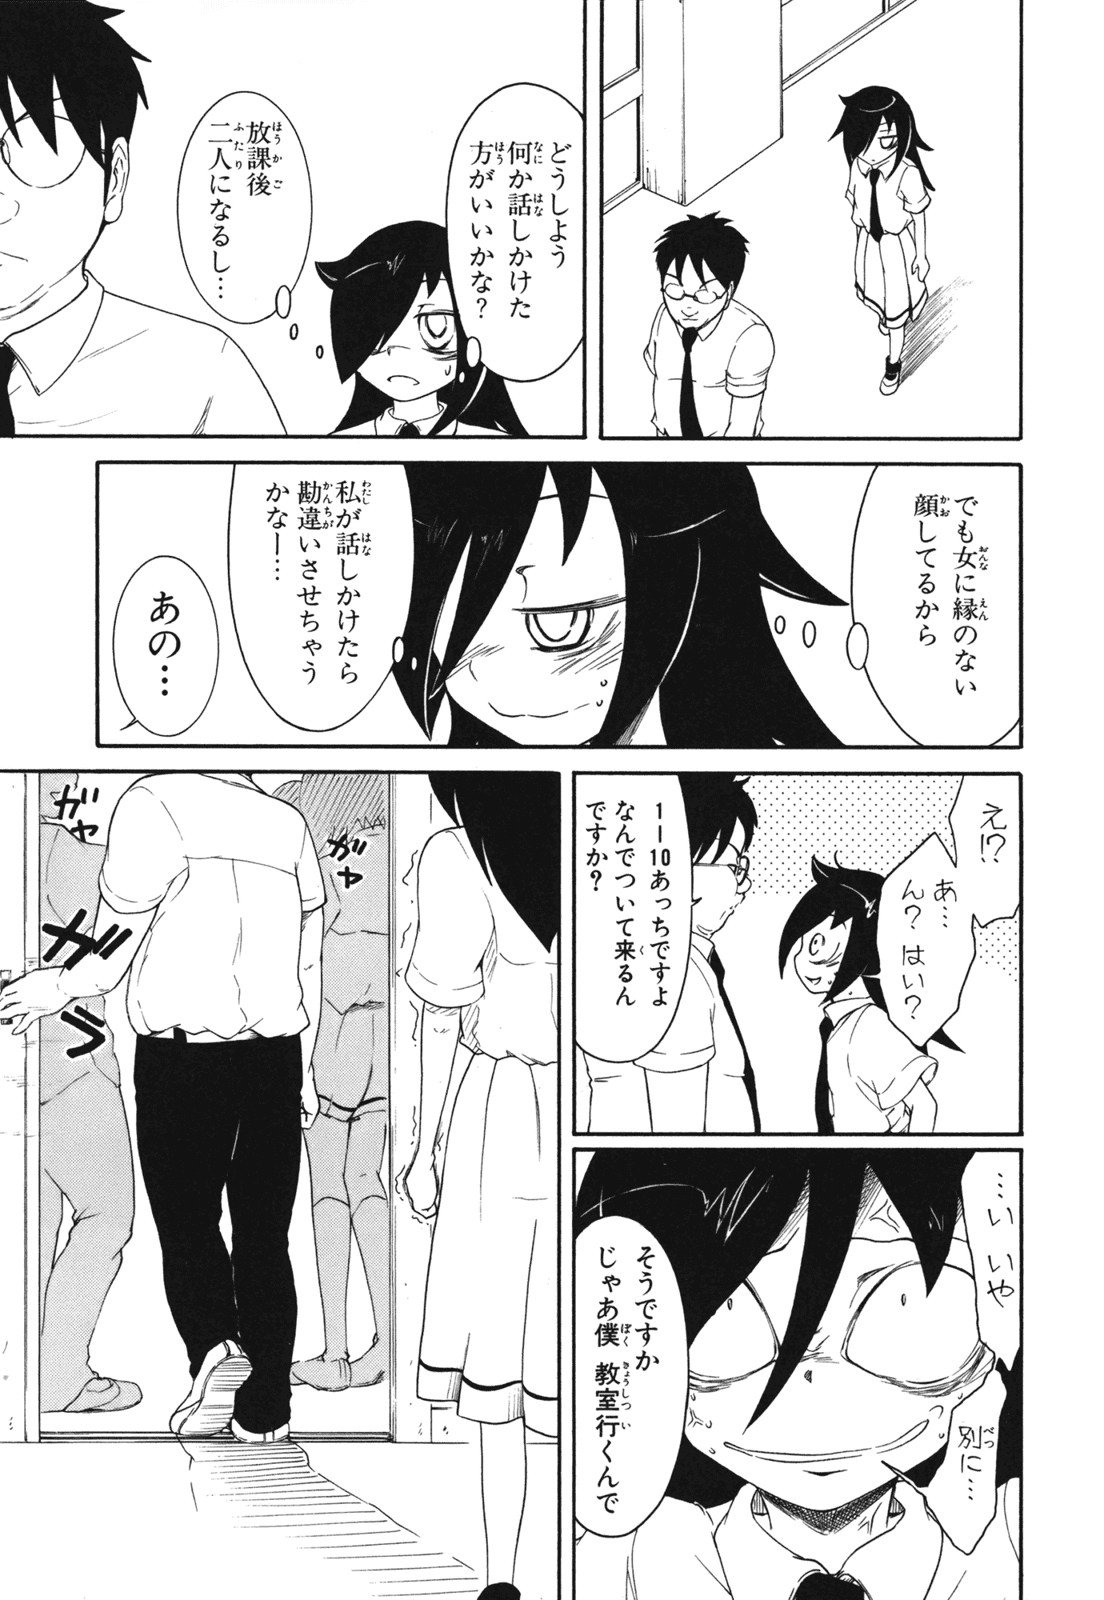 どうしよう
何か話しかけた
方がいいかな?
放課後
二人になるし…
でも女に縁のない
顔してるから
私が話しかけたら
勘違いさせちゃう
かなー…
あの…
え!?
あ…
ん?はい?
1-10あっちですよ
なんでついて来るん
ですか?
…い いや
別に…
そうですか
じゃあ僕 教室行くんで
ガヤ
ガヤ
ガララ